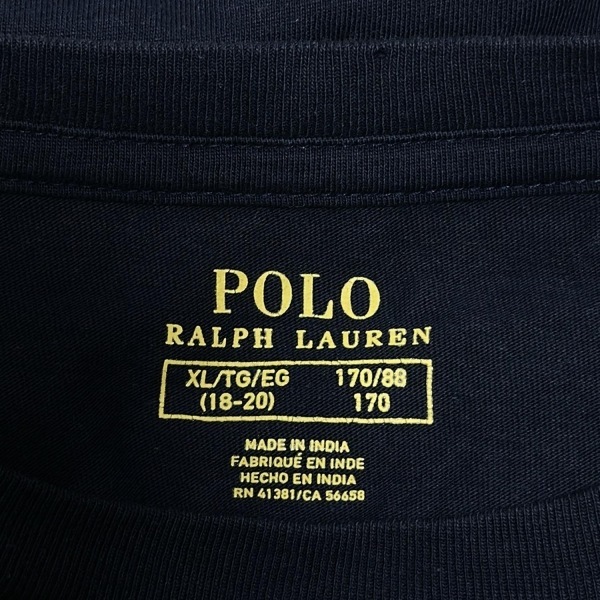 POLO
RALPH LAUREN
XL/TG/EG 170/88
(18-20) 170
MADE IN INDIA
FABRIQUÉ EN INDE
HECHO EN INDIA
RN 41381/CA 56658